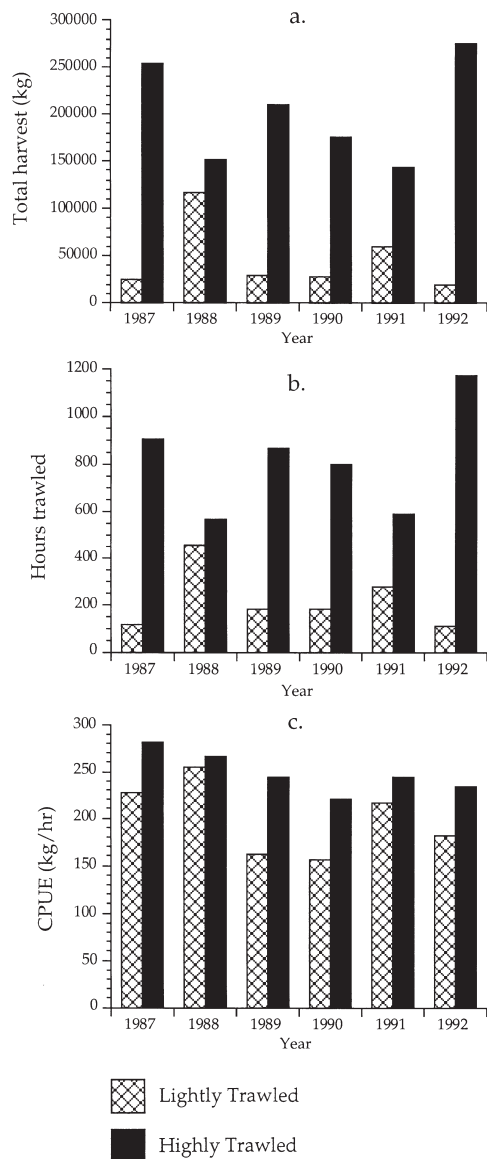 a.
Total harvest (kg)
300000
250000
200000
150000
100000
50000
0
1987 1988 1989 1990 1991 1992
Year
b.
Hours trawled
1200
1000
800
600
400
200
0
1987 1988 1989 1990 1991 1992
Year
c.
CPUE (kg/hr)
300
250
200
150
100
50
0
1987 1988 1989 1990 1991 1992
Year
Lightly Trawled
Highly Trawled